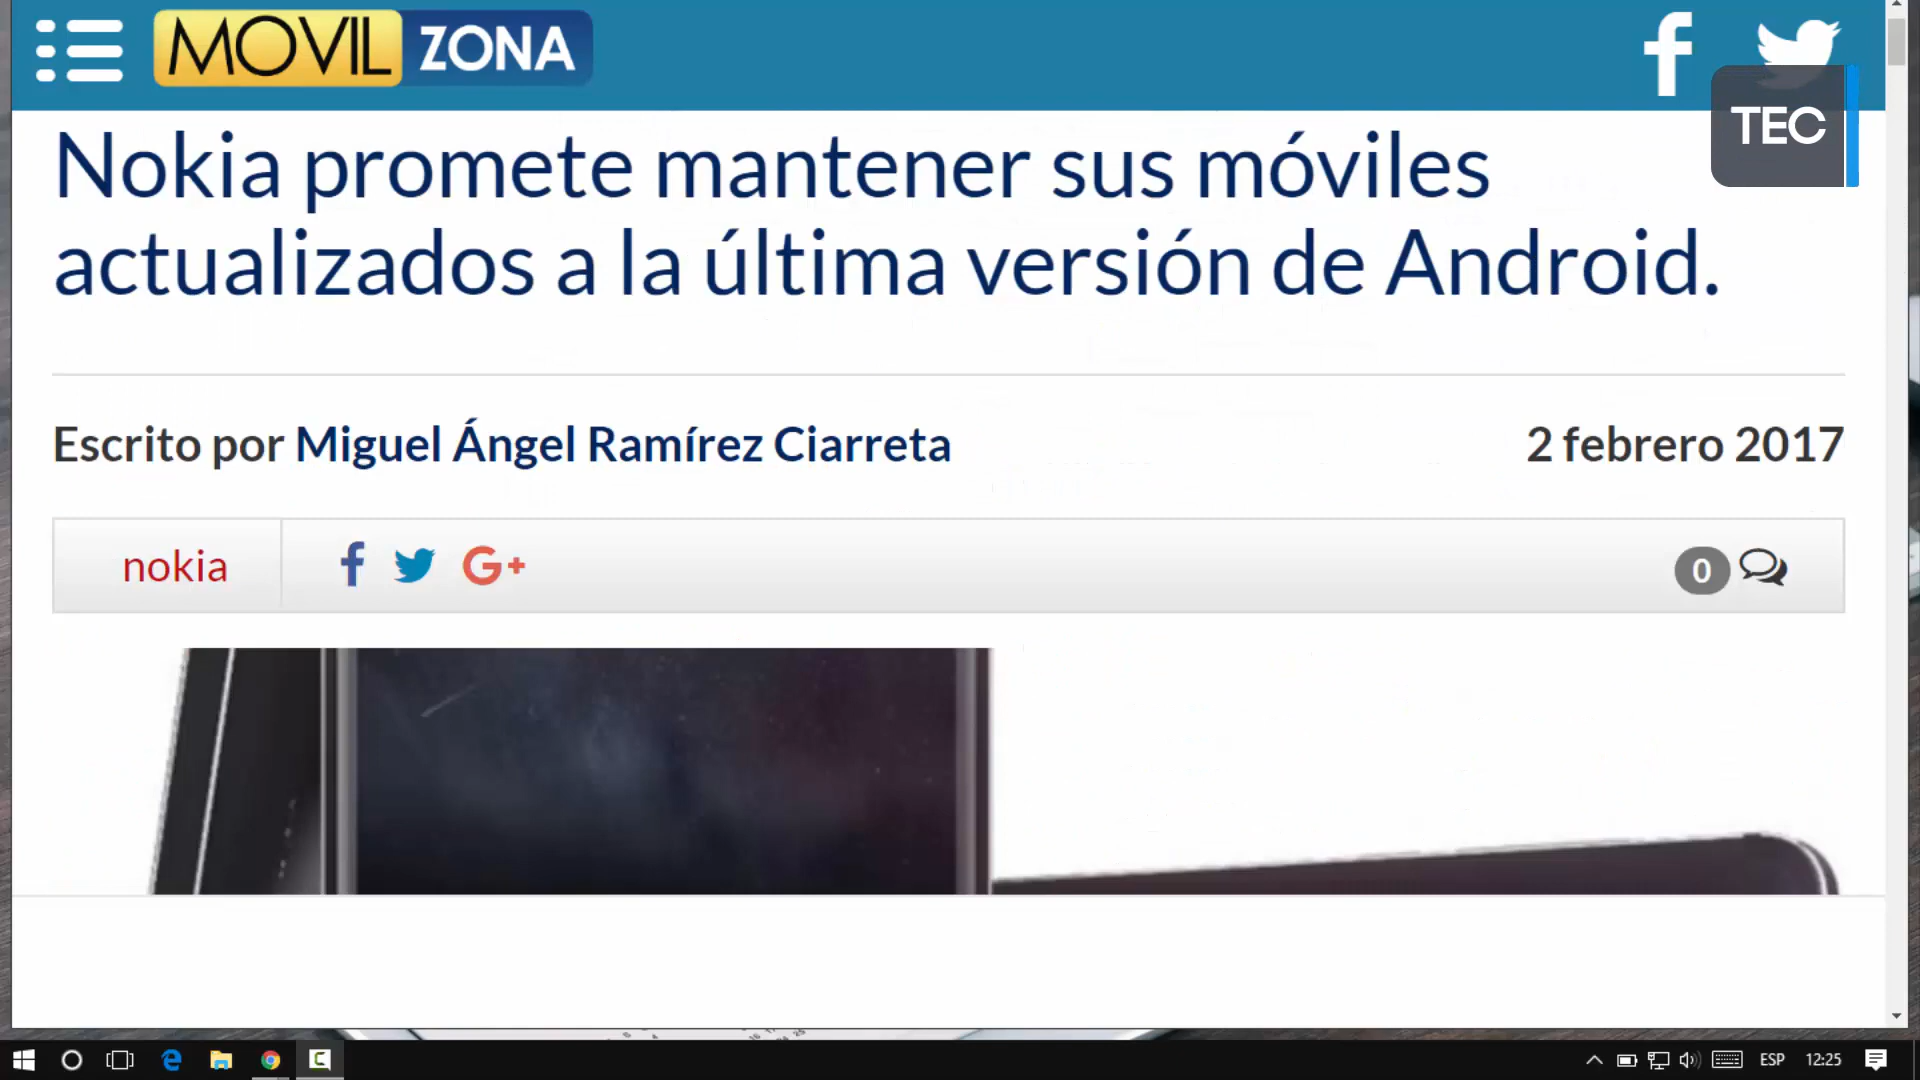 MOVIL ZONA
TEC
Nokia promete mantener sus móviles
actualizados a la última versión de Android.
Escrito por Miguel Ángel Ramírez Ciarreta
2 febrero 2017
nokia
G+
0
ESP
12:25